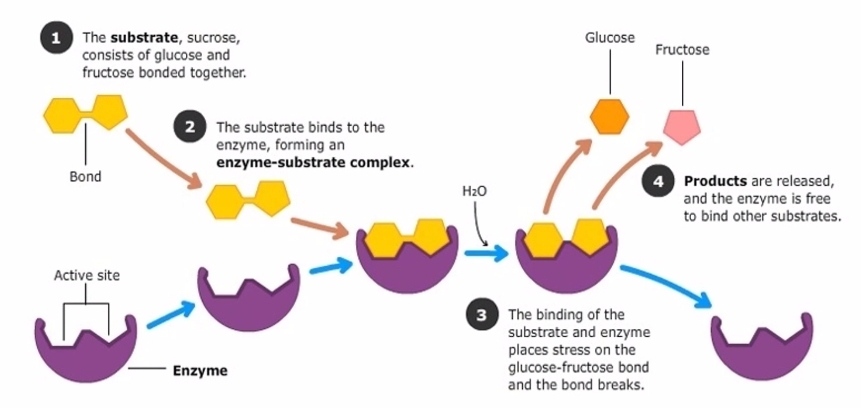 1
The substrate, sucrose,
consists of glucose and
fructose bonded together.
Bond
2
The substrate binds to the
enzyme, forming an
enzyme-substrate complex.
Active site
Enzyme
H₂O
3
The binding of the
substrate and enzyme
places stress on the
glucose-fructose bond
and the bond breaks.
Glucose
Fructose
4
Products are released,
and the enzyme is free
to bind other substrates.